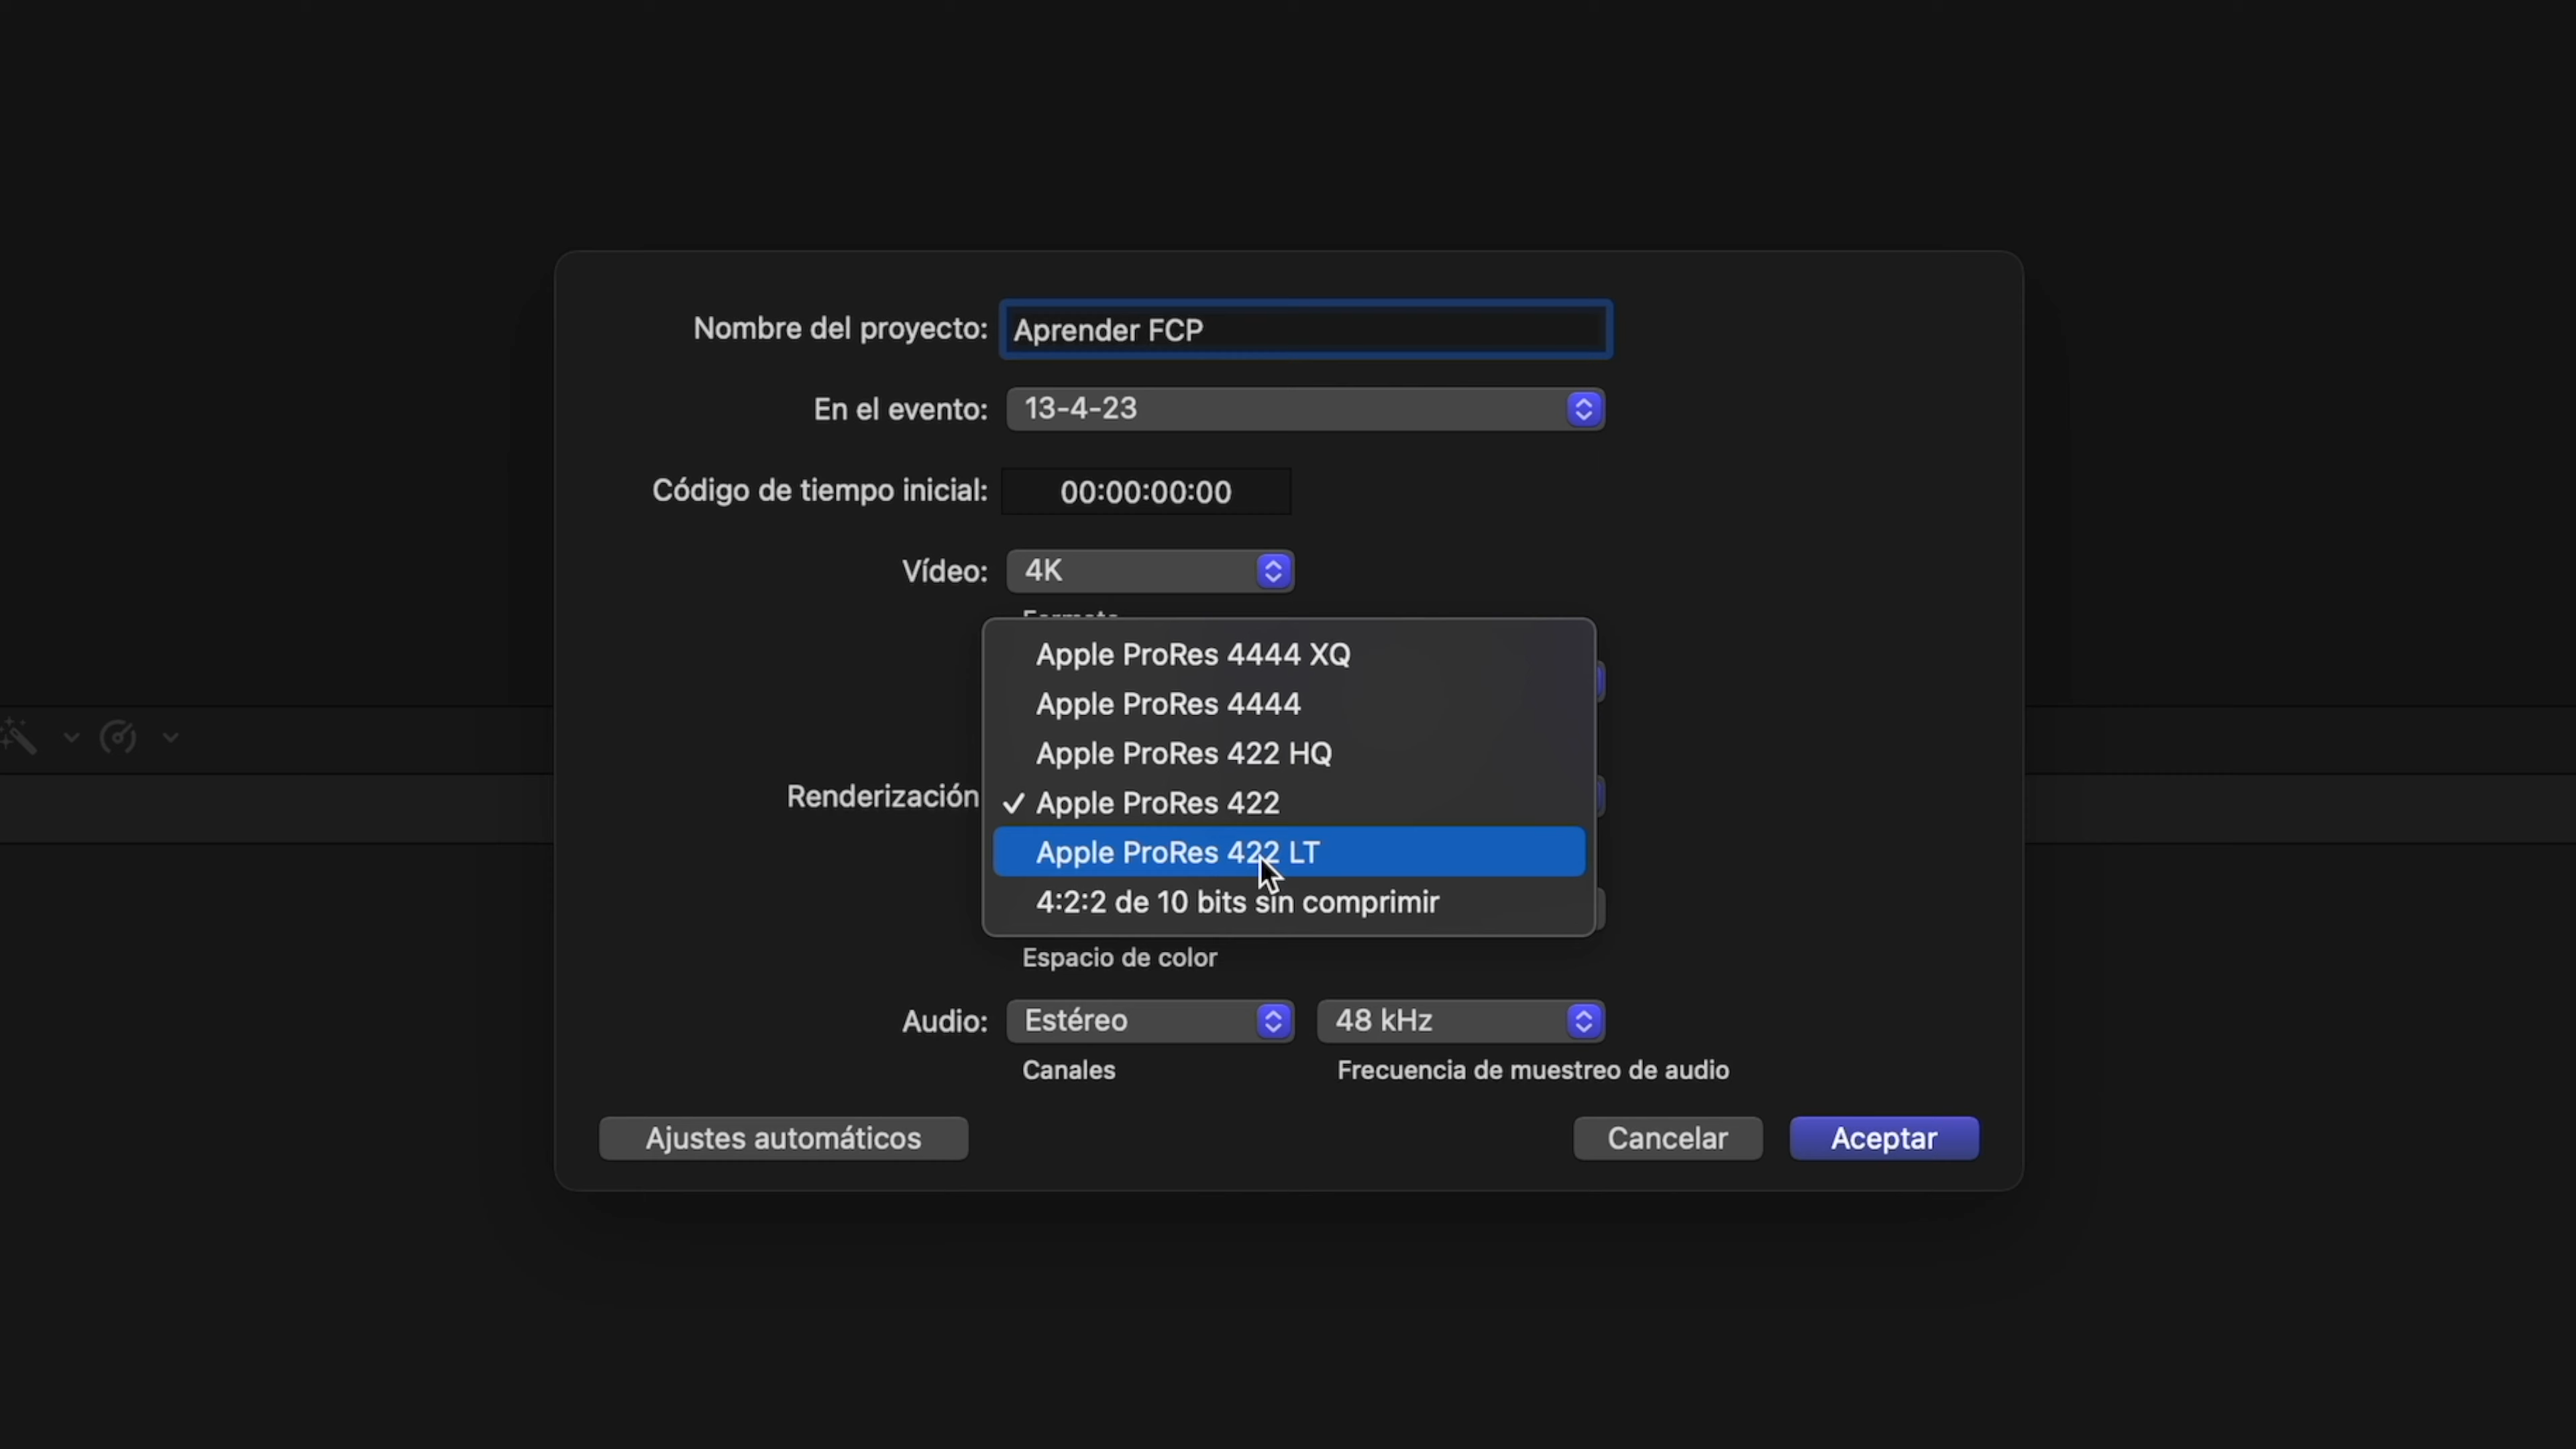 Nombre del proyecto: Aprender FCP
En el evento: 13-4-23
Código de tiempo inicial: 00:00:00:00
Vídeo: 4K
Formato
Apple ProRes 4444 XQ
Apple ProRes 4444
Apple ProRes 422 HQ
Renderización ✓ Apple ProRes 422
Apple ProRes 422 LT
4:2:2 de 10 bits sin comprimir
Espacio de color
Audio: Estéreo 48 kHz
Canales Frecuencia de muestreo de audio
Ajustes automáticos Cancelar Aceptar